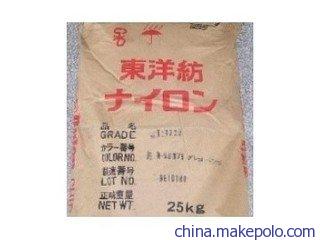 東洋紡
ナイロン
品名
GRADE
カラー番号
COLOR NO.
製造番号
LOT NO.
正味重量
NET WT. 25kg
china.makepolo.com